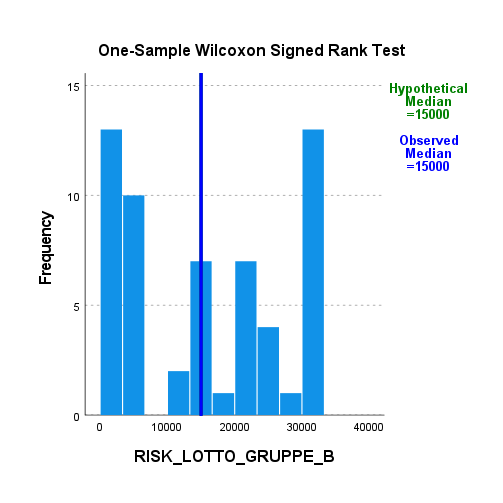 One-Sample Wilcoxon Signed Rank Test
15
10
5
0
Frequency
0 10000 20000 30000 40000
RISK_LOTTO_GRUPPE_B
Hypothetical
Median
=15000
Observed
Median
=15000